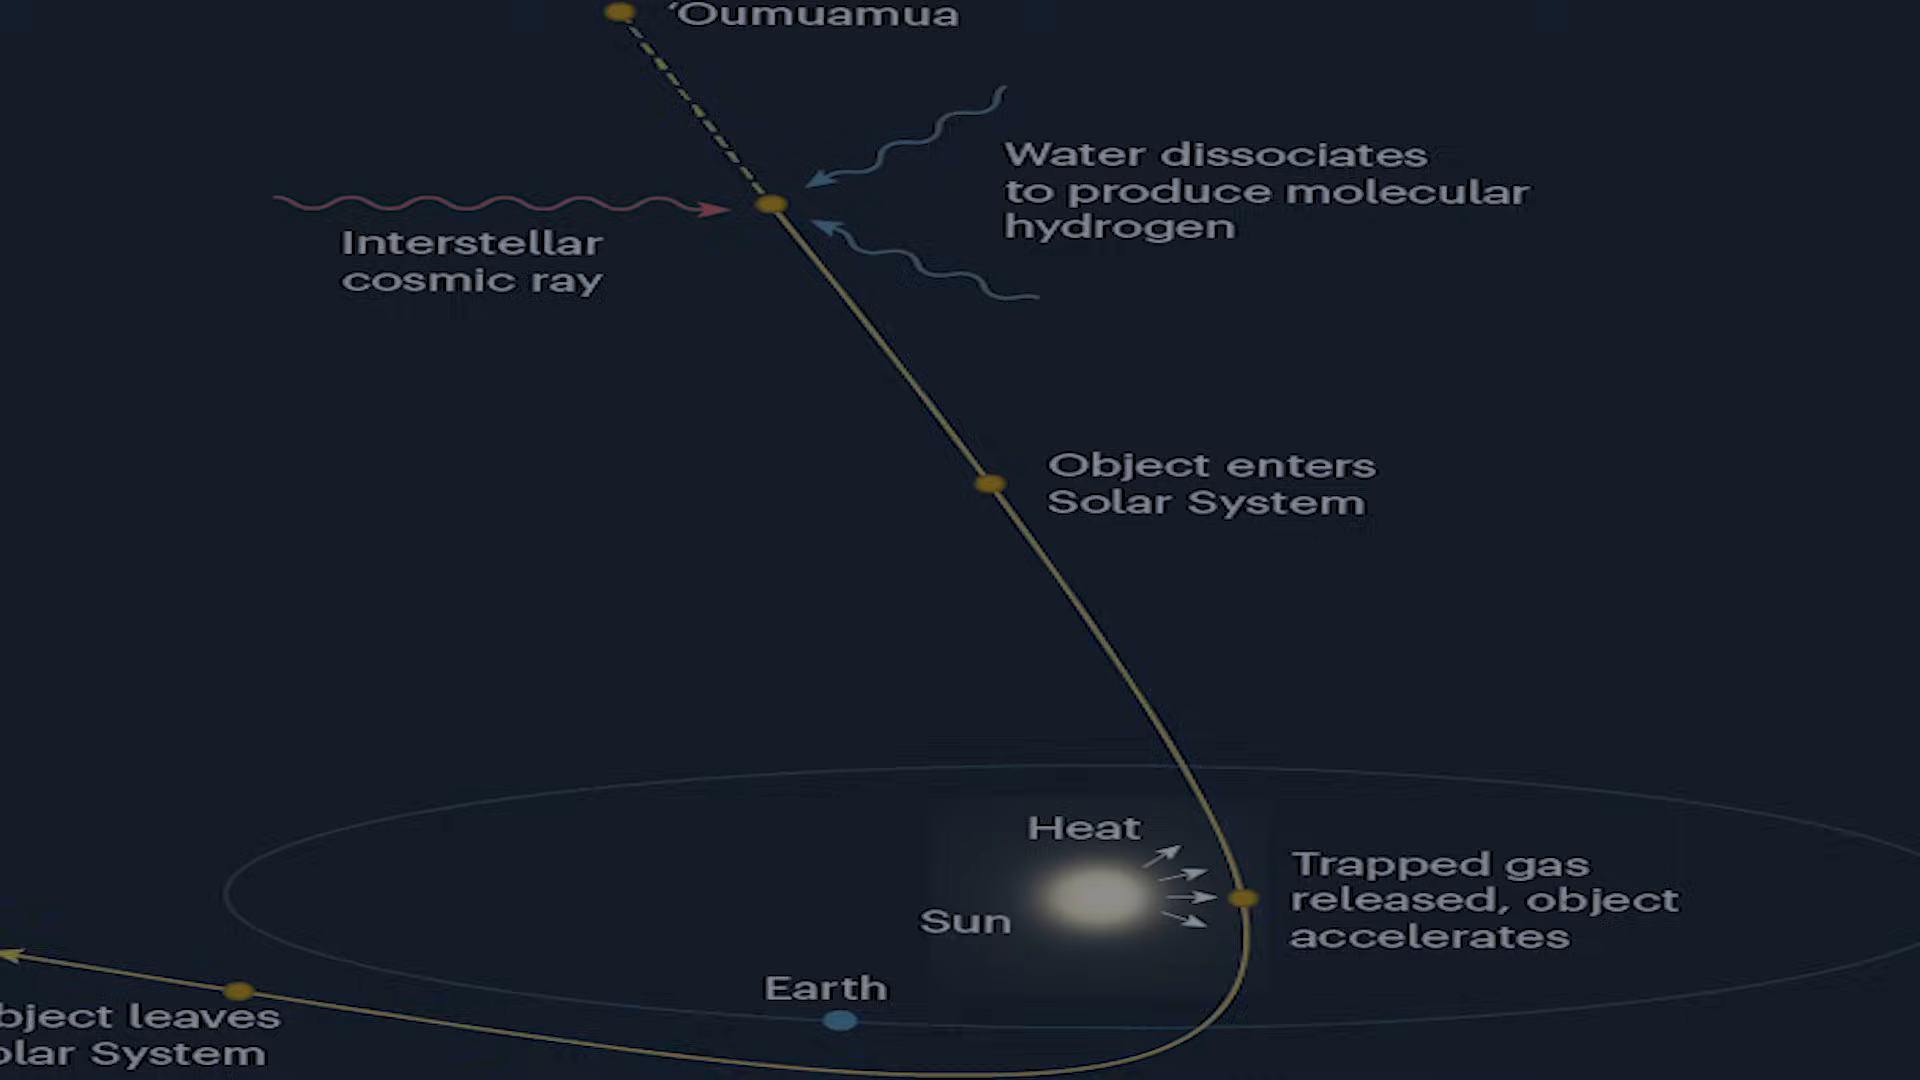 ‘Oumuamua
Water dissociates
to produce molecular
hydrogen
Interstellar
cosmic ray
Object enters
Solar System
Heat
Trapped gas
released, object
accelerates
Sun
Earth
bject leaves
olar System